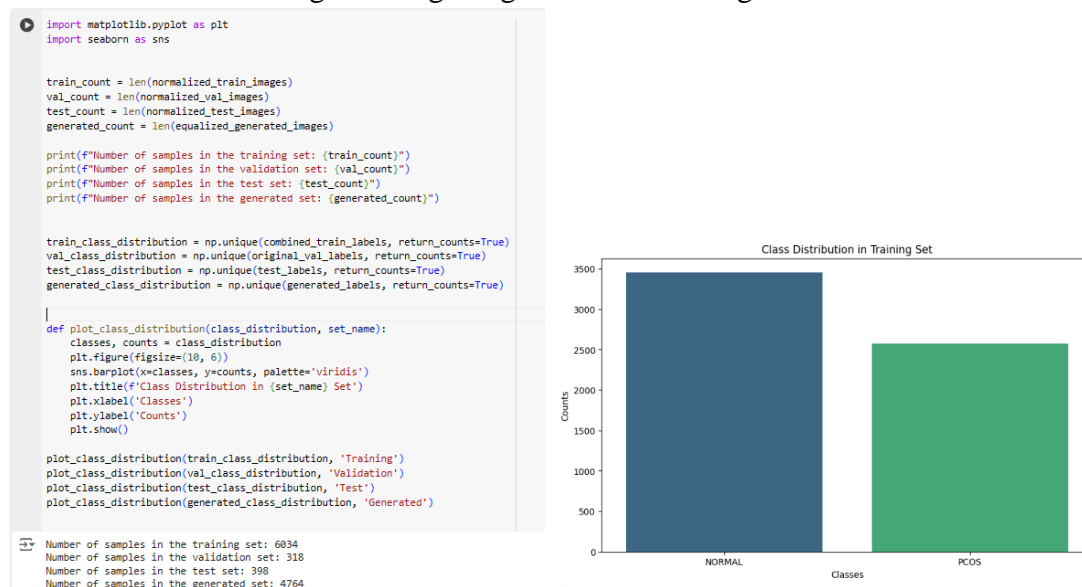 import matplotlib.pyplot as plt
import seaborn as sns
train_count = len(normalized_train_images)
val_count = len(normalized_val_images)
test_count = len(normalized_test_images)
generated_count = len(equalized_generated_images)
print(f"Number of samples in the training set: {train_count}")
print(f"Number of samples in the validation set: {val_count}")
print(f"Number of samples in the test set: {test_count}")
print(f"Number of samples in the generated set: {generated_count}")
train_class_distribution = np.unique(combined_train_labels, return_counts=True)
val_class_distribution = np.unique(original_val_labels, return_counts=True)
test_class_distribution = np.unique(test_labels, return_counts=True)
generated_class_distribution = np.unique(generated_labels, return_counts=True)
def plot_class_distribution(class_distribution, set_name):
    classes, counts = class_distribution
    plt.figure(figsize=(10, 6))
    sns.barplot(x=classes, y=counts, palette='viridis')
    plt.title(f'Class Distribution in {set_name} Set')
    plt.xlabel('Classes')
    plt.ylabel('Counts')
    plt.show()
plot_class_distribution(train_class_distribution, 'Training')
plot_class_distribution(val_class_distribution, 'Validation')
plot_class_distribution(test_class_distribution, 'Test')
plot_class_distribution(generated_class_distribution, 'Generated')
Number of samples in the training set: 6034
Number of samples in the validation set: 318
Number of samples in the test set: 398
Number of samples in the generated set: 4764
Class Distribution in Training Set
3500
3000
2500
2000
1500
1000
500
0
Counts
NORMAL
PCOS
Classes